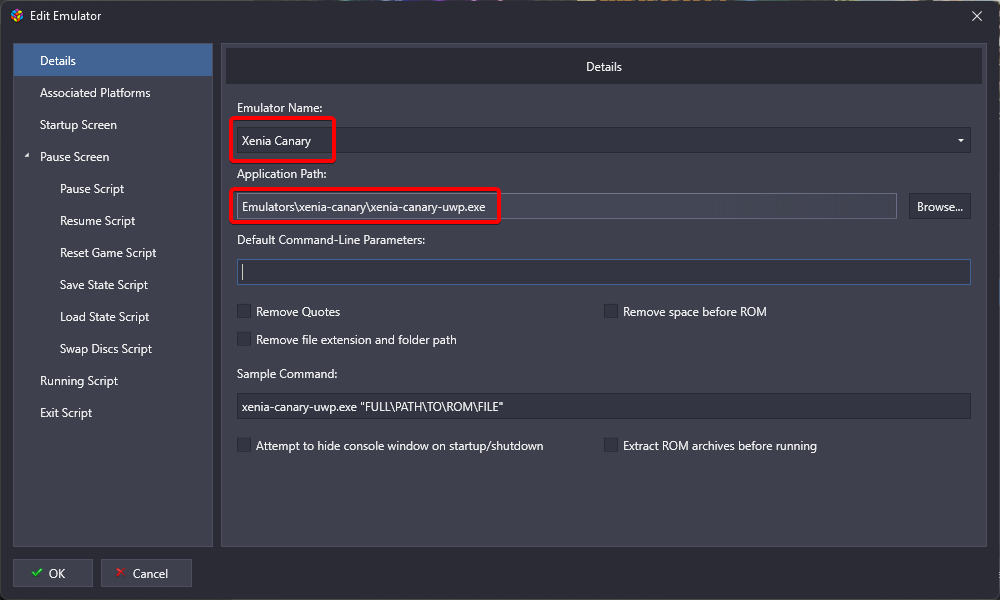 Edit Emulator
Details
Associated Platforms
Startup Screen
Pause Screen
Pause Script
Resume Script
Reset Game Script
Save State Script
Load State Script
Swap Discs Script
Running Script
Exit Script
Details
Emulator Name:
Xenia Canary
Application Path:
Emulators\xenia-canary\xenia-canary-uwp.exe
Browse...
Default Command-Line Parameters:
Remove Quotes
Remove space before ROM
Remove file extension and folder path
Sample Command:
xenia-canary-uwp.exe "FULL\PATH\TO\ROM\FILE"
Attempt to hide console window on startup/shutdown
Extract ROM archives before running
OK
Cancel